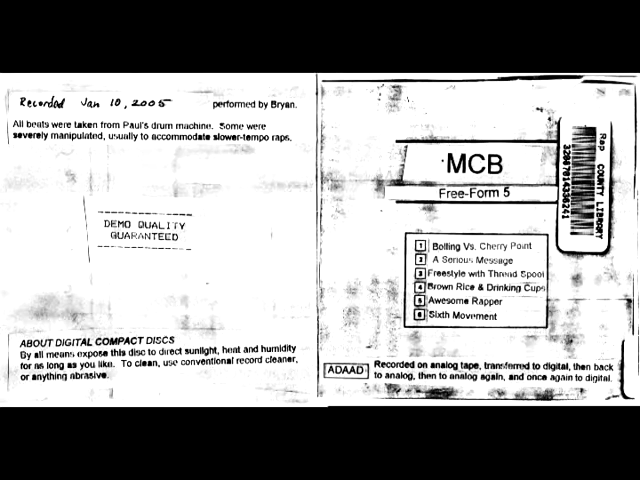 Recorded Jan 10, 2005
performed by Bryan.
All beats were taken from Paul's drum machine. Some were
severely manipulated, usually to accommodate slower-tempo raps.
DEMO QUALITY
GUARANTEED
ABOUT DIGITAL COMPACT DISCS
By all means expose this disc to direct sunlight, heat and humidity
for as long as you like. To clean, use conventional record cleaner,
or anything abrasive.
MCB
Free-Form 5
Rap COUNTY LIBRARY
1 Bolling Vs. Cherry Point
2 A Serious Message
3 Freestyle with Thread Spool
4 Brown Rice & Drinking Cups
5 Awesome Rapper
6 Sixth Movement
ADAAD
Recorded on analog tape, transferred to digital, then back
to analog, then to analog again, and once again to digital.